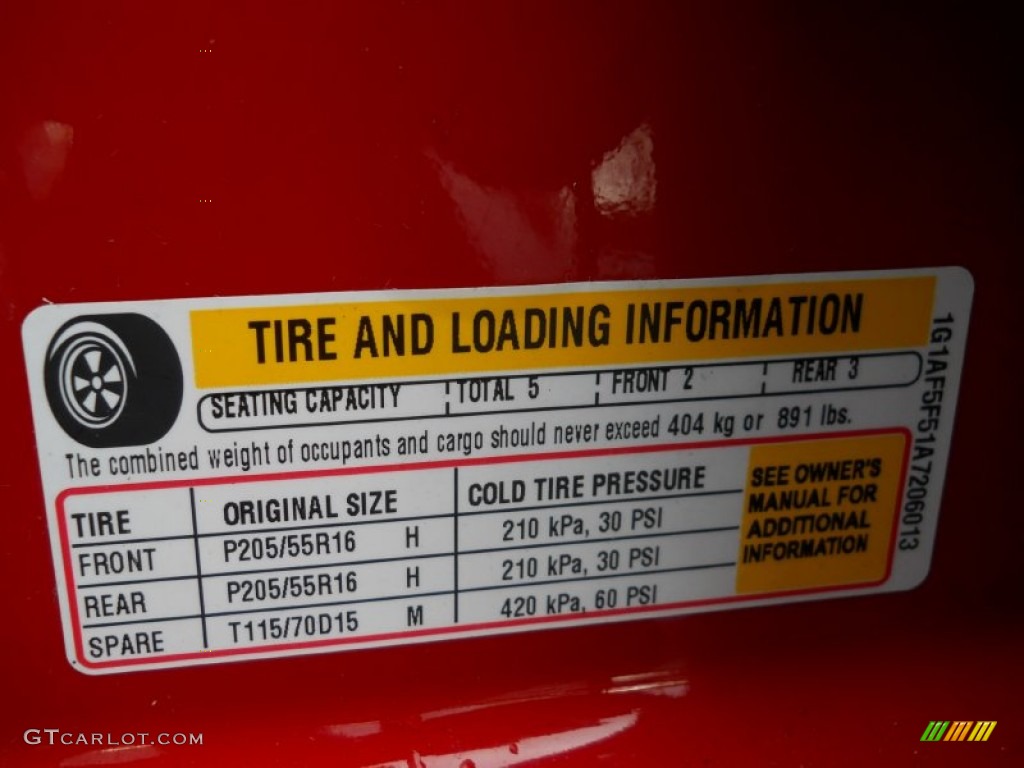 TIRE AND LOADING INFORMATION
SEATING CAPACITY TOTAL 5 FRONT 2 REAR 3
The combined weight of occupants and cargo should never exceed 404 kg or 891 lbs.
TIRE ORIGINAL SIZE COLD TIRE PRESSURE
FRONT P205/55R16 H 210 kPa, 30 PSI
REAR P205/55R16 H 210 kPa, 30 PSI
SPARE T115/70D15 M 420 kPa, 60 PSI
SEE OWNER'S
MANUAL FOR
ADDITIONAL
INFORMATION
1G1AF5F51A7206013
GTCARLOT.COM